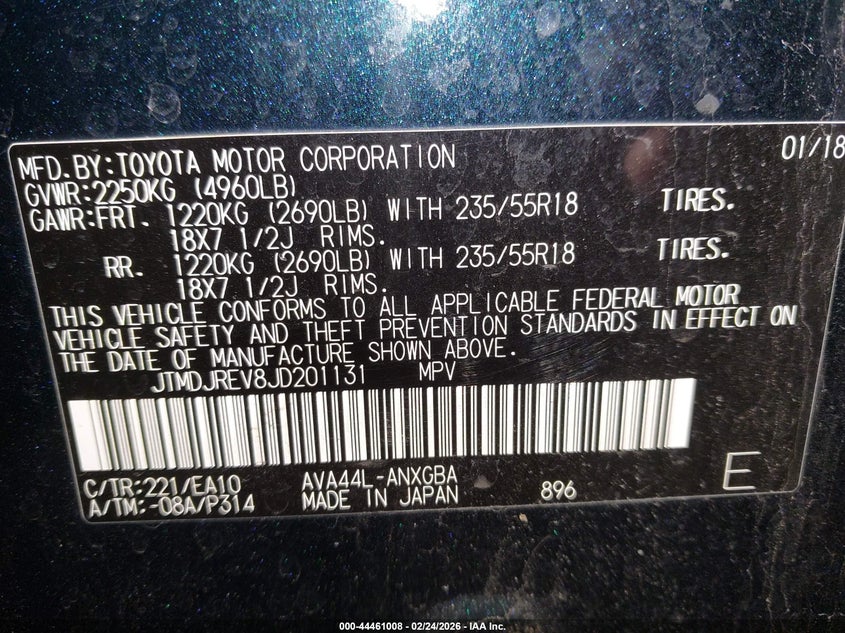 MFD.BY:TOYOTA MOTOR CORPORATION 01/18
GVWR:2250KG (4960LB)
GAWR:FRT. 1220KG (2690LB) WITH 235/55R18 TIRES.
18X7 1/2J RIMS.
RR. 1220KG (2690LB) WITH 235/55R18 TIRES.
18X7 1/2J RIMS.
THIS VEHICLE CONFORMS TO ALL APPLICABLE FEDERAL MOTOR
VEHICLE SAFETY AND THEFT PREVENTION STANDARDS IN EFFECT ON
THE DATE OF MANUFACTURE SHOWN ABOVE.
JTMDJREV8JD201131 MPV
C/TR:221/EA10 AVA44L-ANXGBA
A/TM:-08A/P314 MADE IN JAPAN 896 E
000-44461008 - 02/24/2026 - IAA Inc.